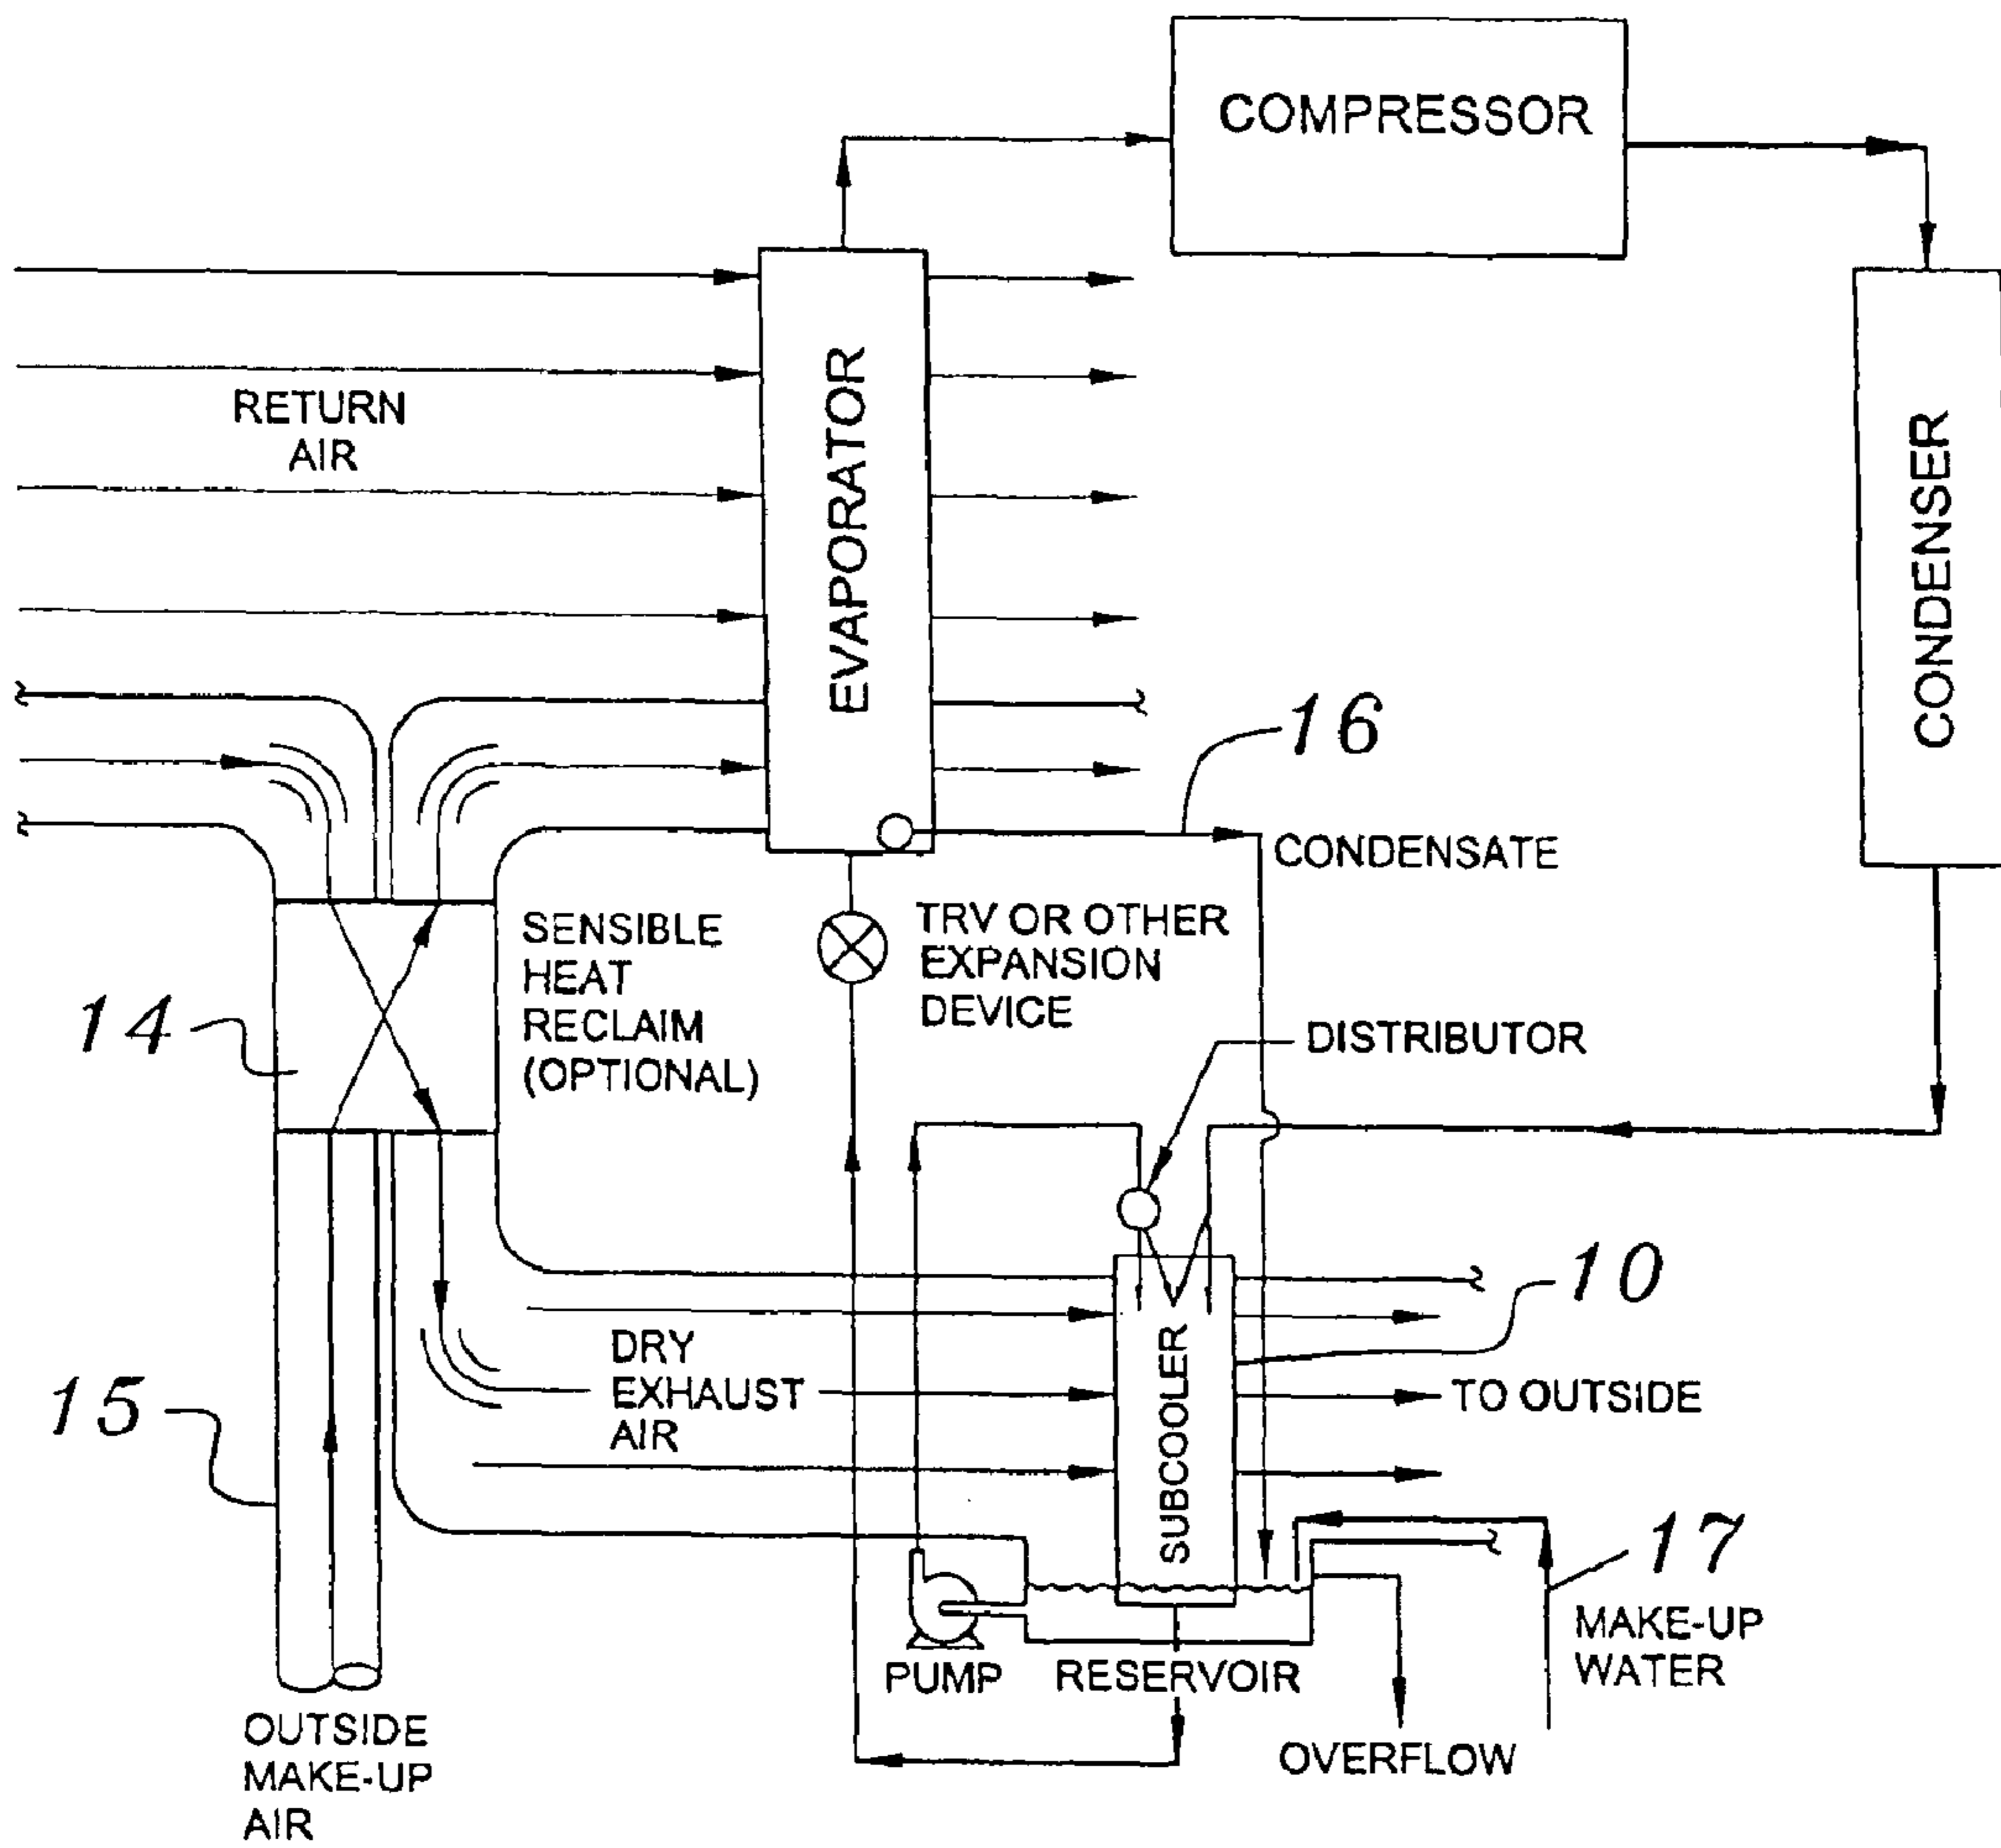 COMPRESSOR
EVAPORATOR
CONDENSER
RETURN
AIR
16
CONDENSATE
SENSIBLE
HEAT
RECLAIM
(OPTIONAL)
TRV OR OTHER
EXPANSION
DEVICE
14
DISTRIBUTOR
10
DRY
EXHAUST
AIR
SUBCOOLER
TO OUTSIDE
15
17
MAKE-UP
WATER
PUMP
RESERVOIR
OVERFLOW
OUTSIDE
MAKE-UP
AIR